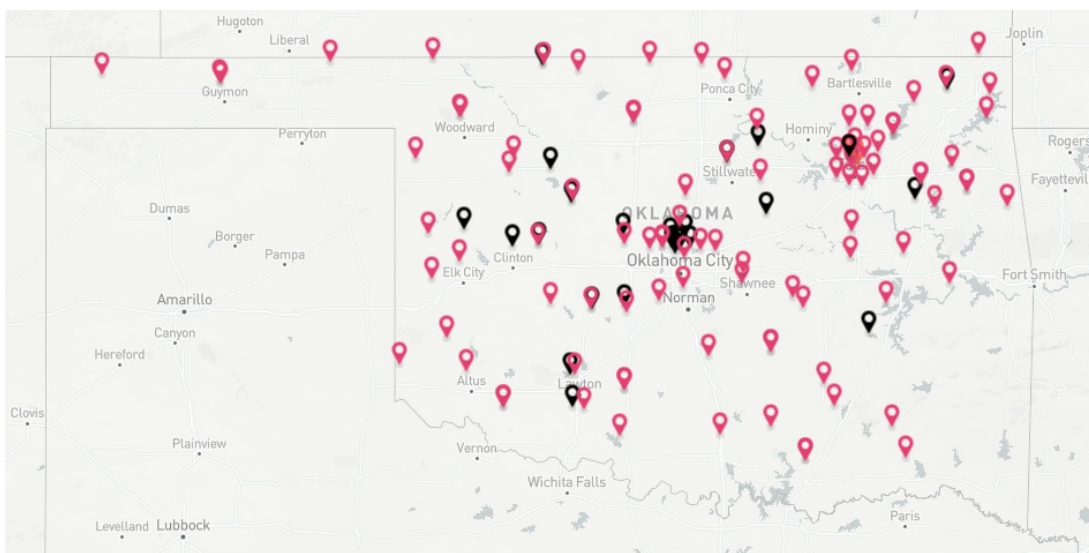 Hugoton
Liberal
Joplin
Guymon
Ponca City
Bartlesville
Perryton
Woodward
Hominy
Rogers
Stillwater
Fayettevill
Dumas
OKLAHOMA
Borger
Pampa
Clinton
Oklahoma City
Elk City
Shawnee
Fort Smith
Amarillo
Norman
Canyon
Hereford
Altus
Lawton
Clovis
Plainview
Vernon
Wichita Falls
Paris
Levelland
Lubbock